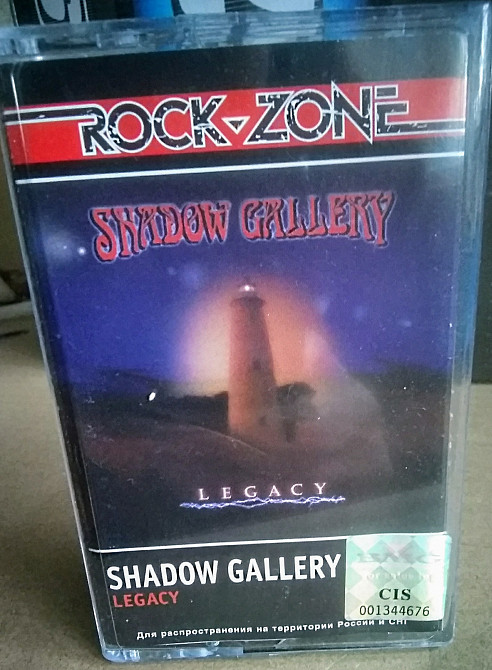 ROCK ZONE
SHADOW GALLERY
LEGACY
SHADOW GALLERY
LEGACY
CIS
001344676
Для распространения на территории России и СНГ